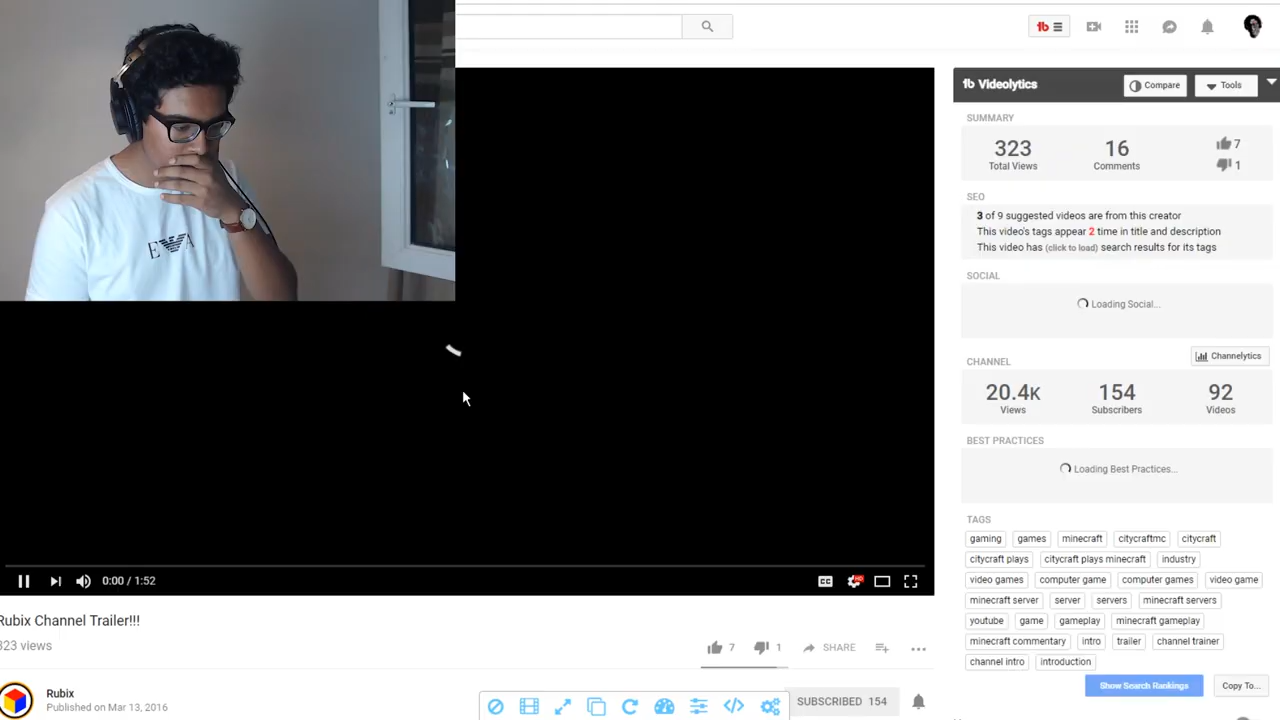 tb
tb Videolytics
Compare
Tools
SUMMARY
323
Total Views
16
Comments
7
1
SEO
3 of 9 suggested videos are from this creator
This video's tags appear 2 time in title and description
This video has (click to load) search results for its tags
SOCIAL
Loading Social...
CHANNEL
Channelytics
20.4K
Views
154
Subscribers
92
Videos
BEST PRACTICES
Loading Best Practices...
TAGS
gaming games minecraft citycraftmc citycraft
citycraft plays citycraft plays minecraft industry
video games computer game computer games video game
minecraft server server servers minecraft servers
youtube game gameplay minecraft gameplay
minecraft commentary intro trailer channel trainer
channel intro introduction
Show Search Rankings
Copy To...
E A
0:00 / 1:52
CC
HD
Rubix Channel Trailer!!!
323 views
7
1
SHARE
Rubix
Published on Mar 13, 2016
SUBSCRIBED 154